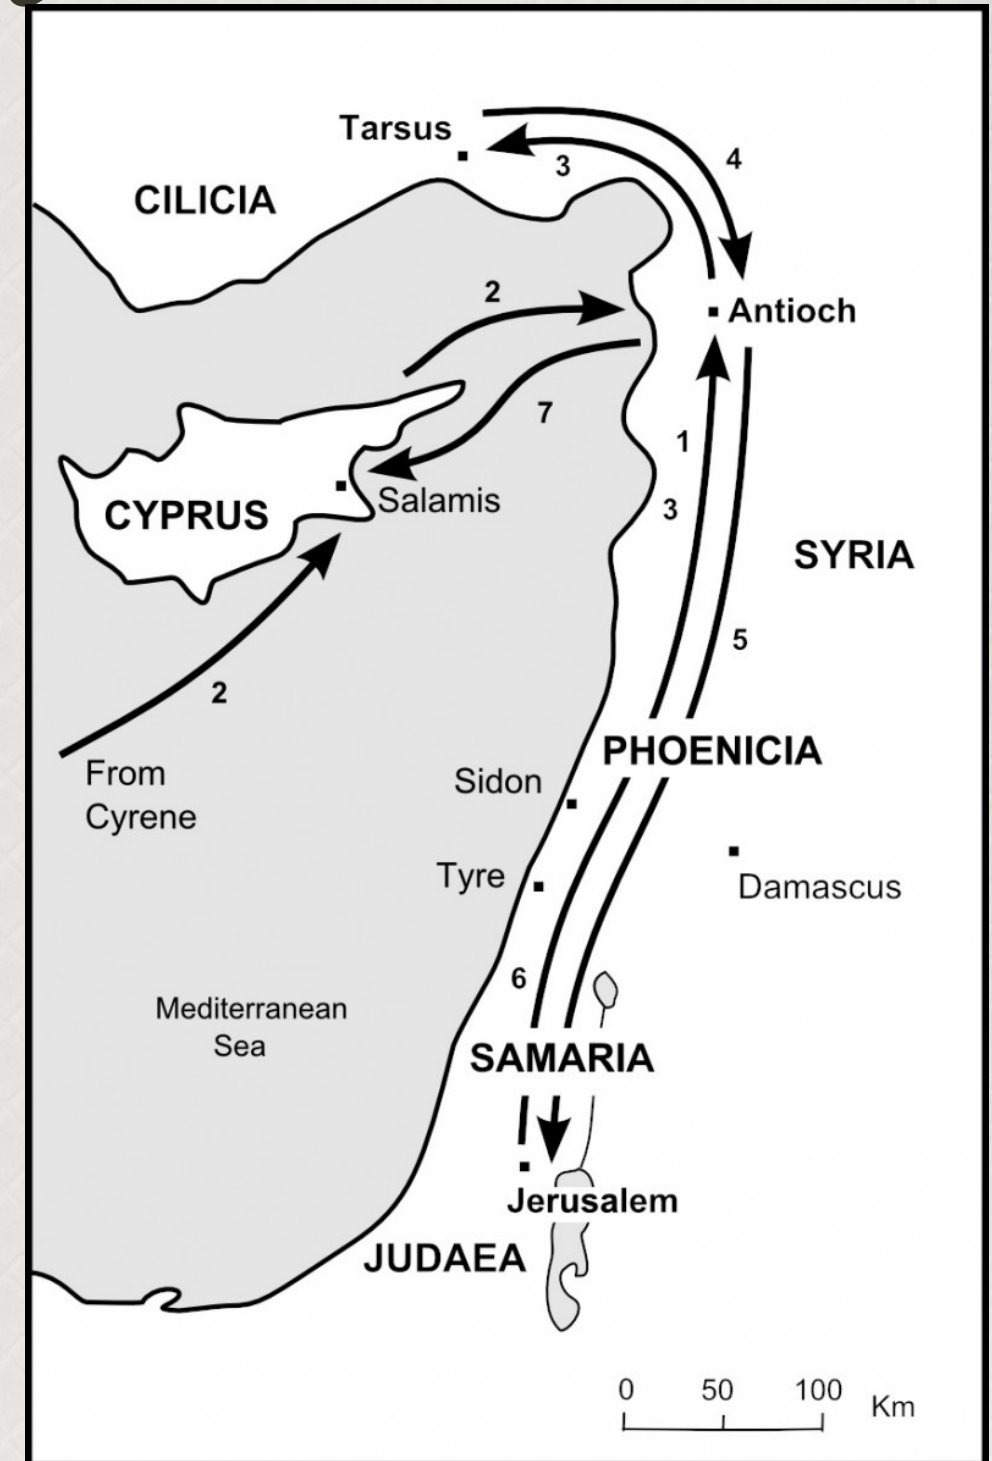 Tarsus
4
3
CILICIA
2
Antioch
7
1
Salamis
3
CYPRUS
SYRIA
5
2
PHOENICIA
From
Cyrene
Sidon
Tyre
Damascus
6
Mediterranean
Sea
SAMARIA
Jerusalem
JUDAEA
0 50 100 Km